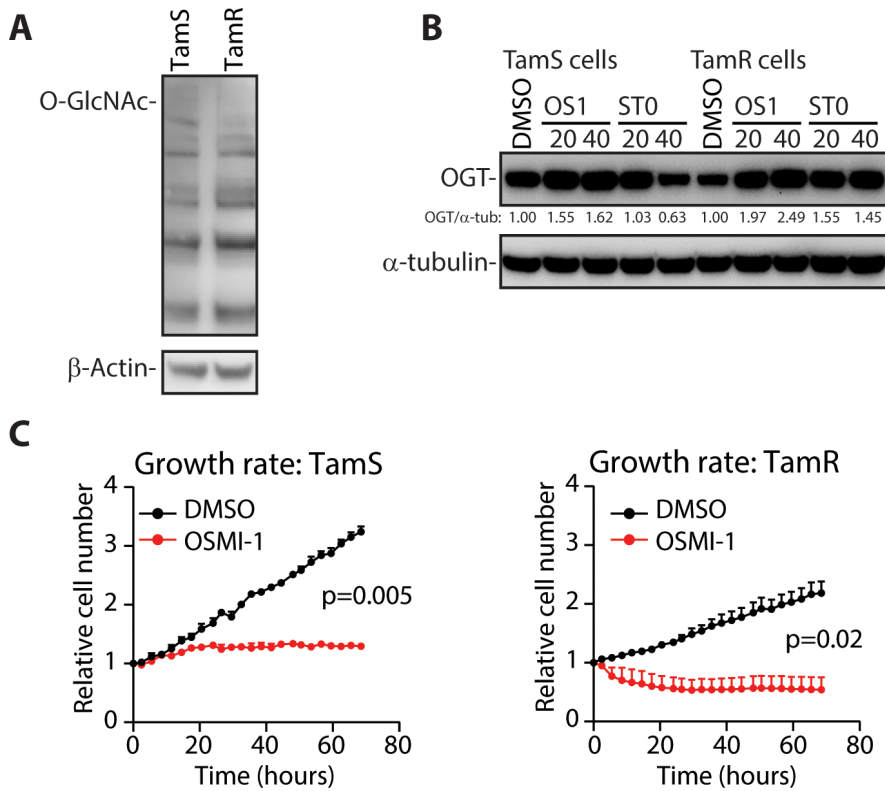 A
TamS
TamR
O-GlcNAc-
β-Actin-
B
TamS cells TamR cells
DMSO OS1 ST0 DMSO OS1 ST0
20 40 20 40 20 40 20 40
OGT-
OGT/α-tub: 1.00 1.55 1.62 1.03 0.63 1.00 1.97 2.49 1.55 1.45
α-tubulin-
C
Growth rate: TamS
Relative cell number
4
3
2
1
0
DMSO
OSMI-1
p=0.005
0 20 40 60 80
Time (hours)
Growth rate: TamR
Relative cell number
4
3
2
1
0
DMSO
OSMI-1
p=0.02
0 20 40 60 80
Time (hours)